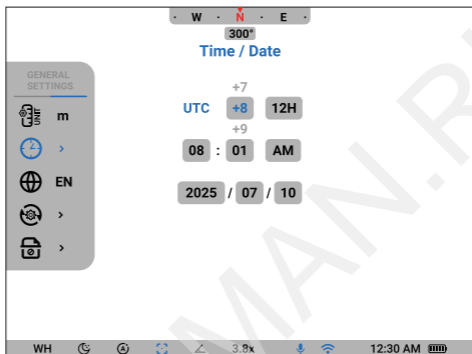 · W · N · E ·
300°
Time / Date
GENERAL
SETTINGS
UNIT m
>
EN
>
>
+7
UTC +8 12H
+9
08 : 01 AM
2025 / 07 / 10
WH A 3.8x 12:30 AM